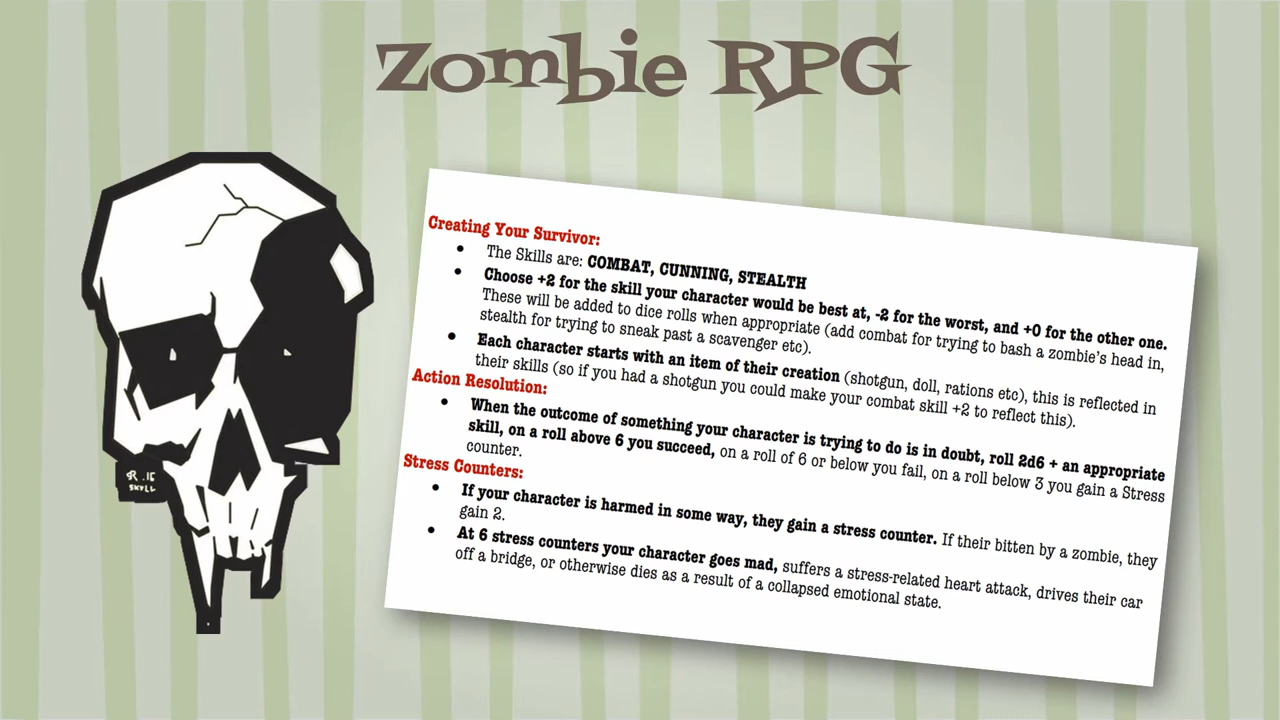 Zombie RPG
Creating Your Survivor:
• The Skills are: COMBAT, CUNNING, STEALTH
• Choose +2 for the skill your character would be best at, -2 for the worst, and +0 for the other one.
These will be added to dice rolls when appropriate (add combat for trying to bash a zombie's head in,
stealth for trying to sneak past a scavenger etc).
• Each character starts with an item of their creation (shotgun, doll, rations etc), this is reflected in
their skills (so if you had a shotgun you could make your combat skill +2 to reflect this).
Action Resolution:
• When the outcome of something your character is trying to do is in doubt, roll 2d6 + an appropriate
skill, on a roll above 6 you succeed, on a roll of 6 or below you fail, on a roll below 3 you gain a Stress
counter.
Stress Counters:
• If your character is harmed in some way, they gain a stress counter. If their bitten by a zombie, they
gain 2.
• At 6 stress counters your character goes mad, suffers a stress-related heart attack, drives their car
off a bridge, or otherwise dies as a result of a collapsed emotional state.
SR .15
SKULL